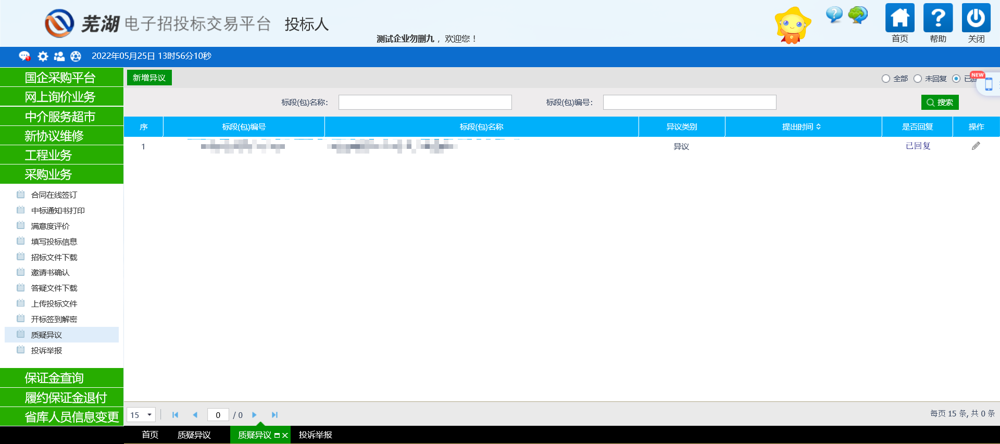 芜湖 电子招投标交易平台 投标人
测试企业勿删九， 欢迎您！
首页 帮助 关闭
2022年05月25日 13时56分10秒
国企采购平台
网上询价业务
中介服务超市
新协议维修
工程业务
采购业务
合同在线签订
中标通知书打印
满意度评价
填写投标信息
招标文件下载
邀请书确认
答疑文件下载
上传投标文件
开标签到解密
质疑异议
投诉举报
保证金查询
履约保证金退付
省库人员信息变更
新增异议
全部 未回复 已回
NEW
标段(包)名称： 标段(包)编号： 搜索
序 标段(包)编号 标段(包)名称 异议类别 提出时间 是否回复 操作
1 异议 已回复
15 0 / 0 每页 15 条, 共 0 条
首页 质疑异议 质疑异议 投诉举报